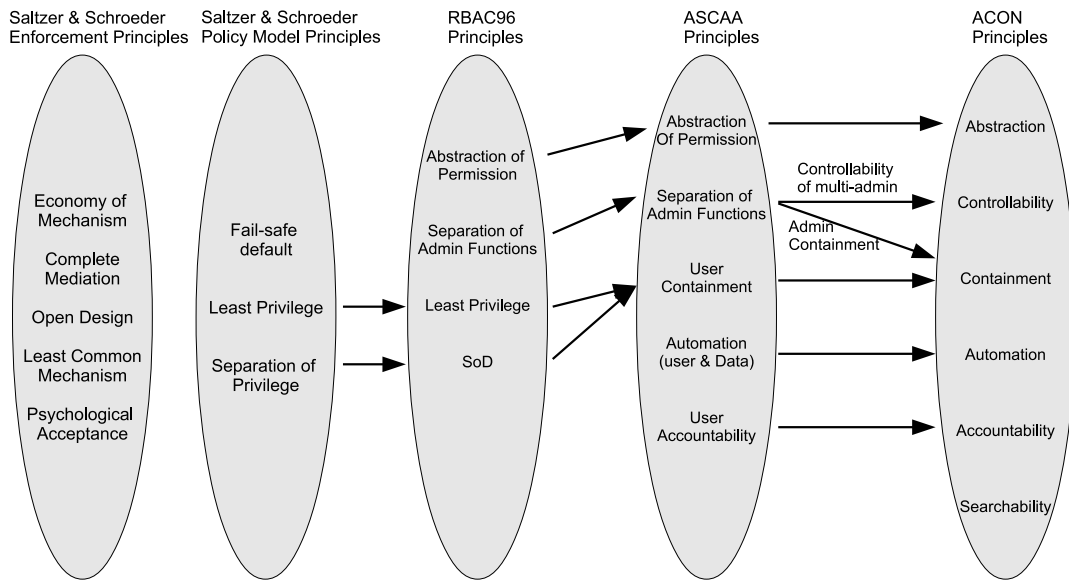 Saltzer & Schroeder
Enforcement Principles
Saltzer & Schroeder
Policy Model Principles
RBAC96
Principles
ASCAA
Principles
ACON
Principles
Economy of
Mechanism
Complete
Mediation
Open Design
Least Common
Mechanism
Psychological
Acceptance
Fail-safe
default
Least Privilege
Separation of
Privilege
Abstraction of
Permission
Separation of
Admin Functions
Least Privilege
SoD
Abstraction
Of Permission
Separation of
Admin Functions
User
Containment
Automation
(user & Data)
User
Accountability
Controllability
of multi-admin
Admin
Containment
Abstraction
Controllability
Containment
Automation
Accountability
Searchability